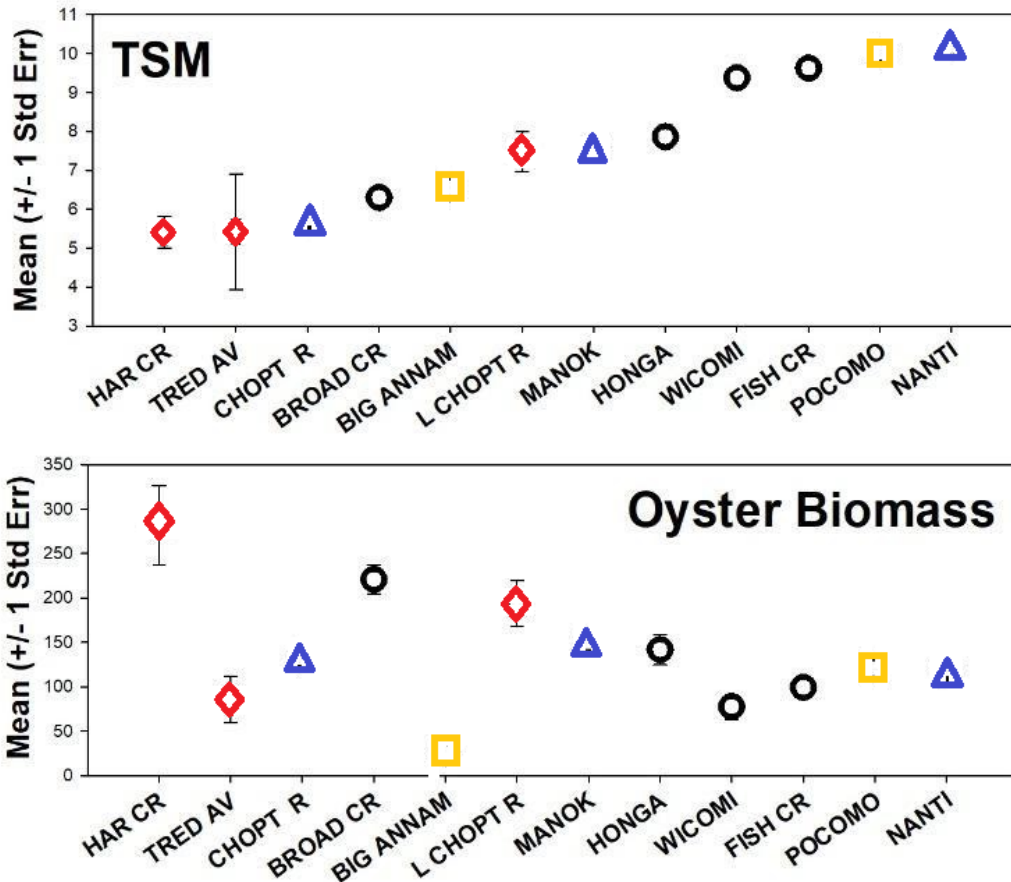 TSM
Mean (+/- 1 Std Err)
11
10
9
8
7
6
5
4
3
HAR CR
TRED AV
CHOPT R
BROAD CR
BIG ANNAM
L CHOPT R
MANOK
HONGA
WICOMI
FISH CR
POCOMO
NANTI
Oyster Biomass
Mean (+/- 1 Std Err)
350
300
250
200
150
100
50
0
HAR CR
TRED AV
CHOPT R
BROAD CR
BIG ANNAM
L CHOPT R
MANOK
HONGA
WICOMI
FISH CR
POCOMO
NANTI